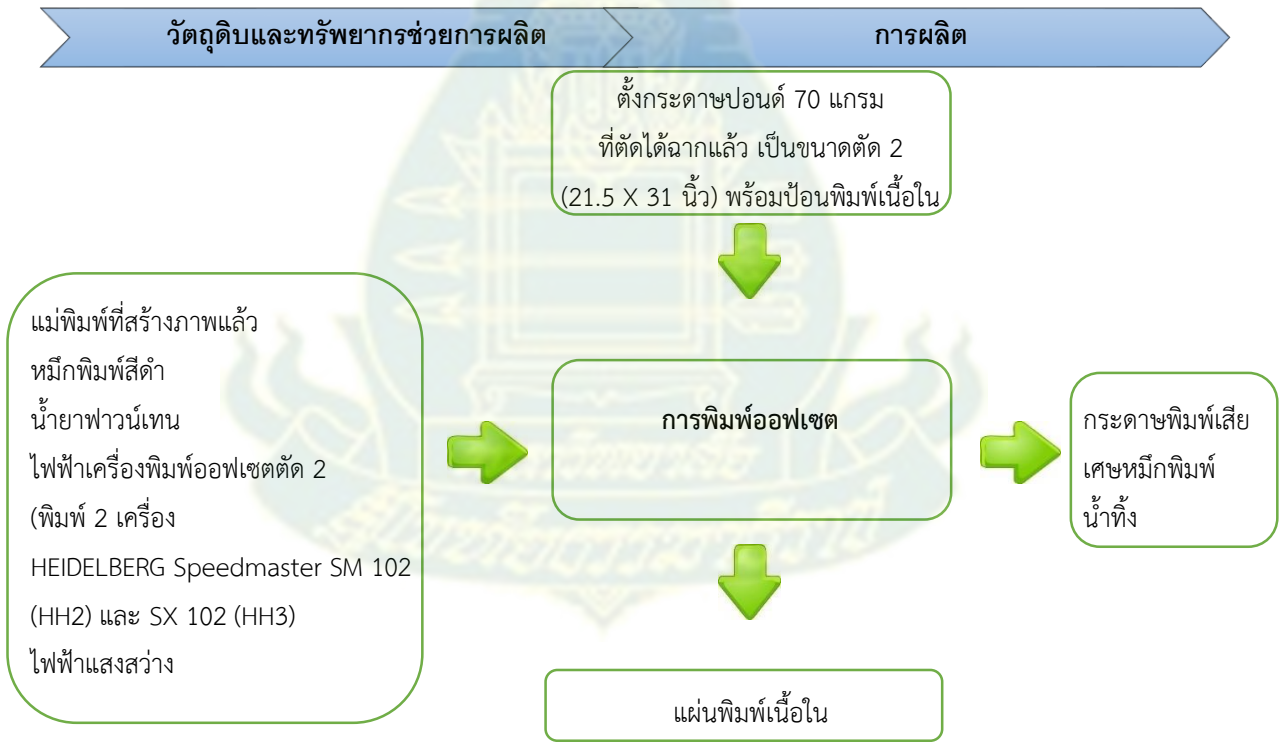 วัตถุดิบและทรัพยากรช่วยการผลิต
การผลิต
ตั้งกระดาษปอนด์ 70 แกรม
ที่ตัดได้ฉากแล้ว เป็นขนาดตัด 2
(21.5 X 31 นิ้ว) พร้อมป้อนพิมพ์เนื้อใน
แม่พิมพ์ที่สร้างภาพแล้ว
หมึกพิมพ์สีดำ
น้ำยาฟาวน์เทน
ไฟฟ้าเครื่องพิมพ์ออฟเซตตัด 2
(พิมพ์ 2 เครื่อง
HEIDELBERG Speedmaster SM 102
(HH2) และ SX 102 (HH3)
ไฟฟ้าแสงสว่าง
การพิมพ์ออฟเซต
กระดาษพิมพ์เสีย
เศษหมึกพิมพ์
น้ำทิ้ง
แผ่นพิมพ์เนื้อใน